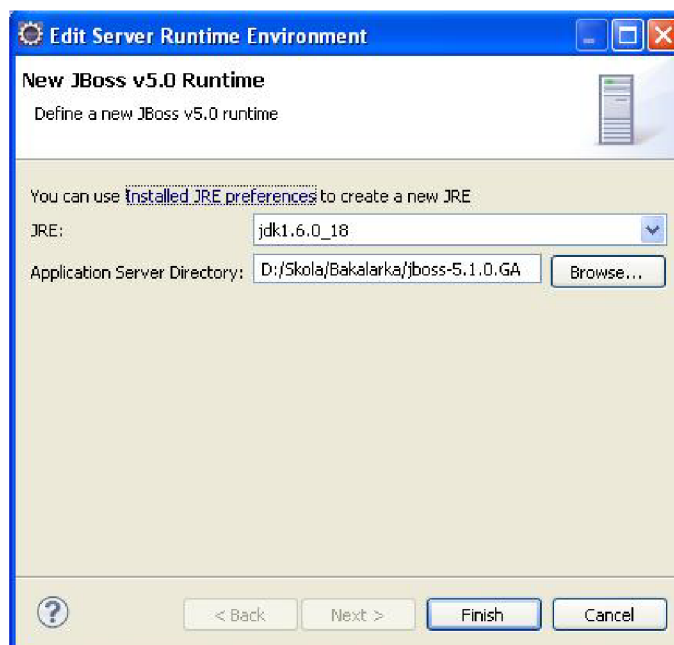 Edit Server Runtime Environment
New JBoss v5.0 Runtime
Define a new JBoss v5.0 runtime
You can use Installed JRE preferences to create a new JRE
JRE: jdk1.6.0_18
Application Server Directory: D:/Skola/Bakalarka/jboss-5.1.0.GA Browse...
? < Back Next > Finish Cancel